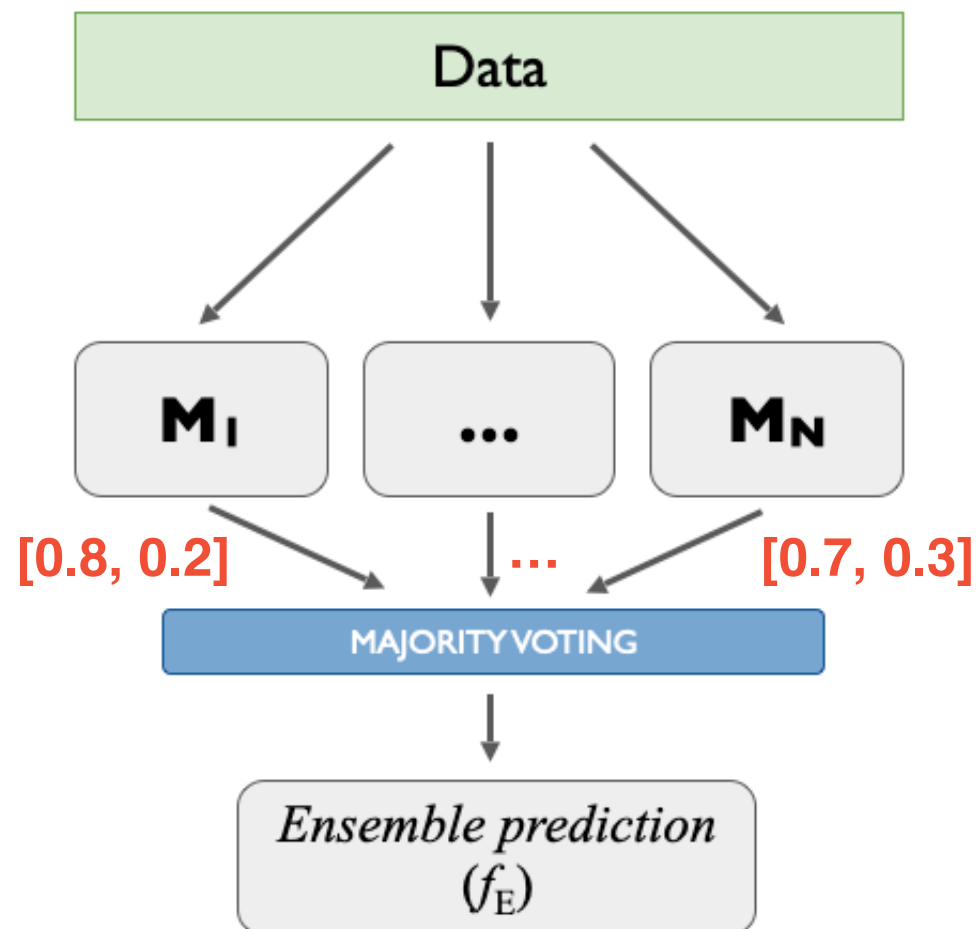 Data
M1
...
MN
[0.8, 0.2]
...
[0.7, 0.3]
MAJORITY VOTING
Ensemble prediction
(fE)